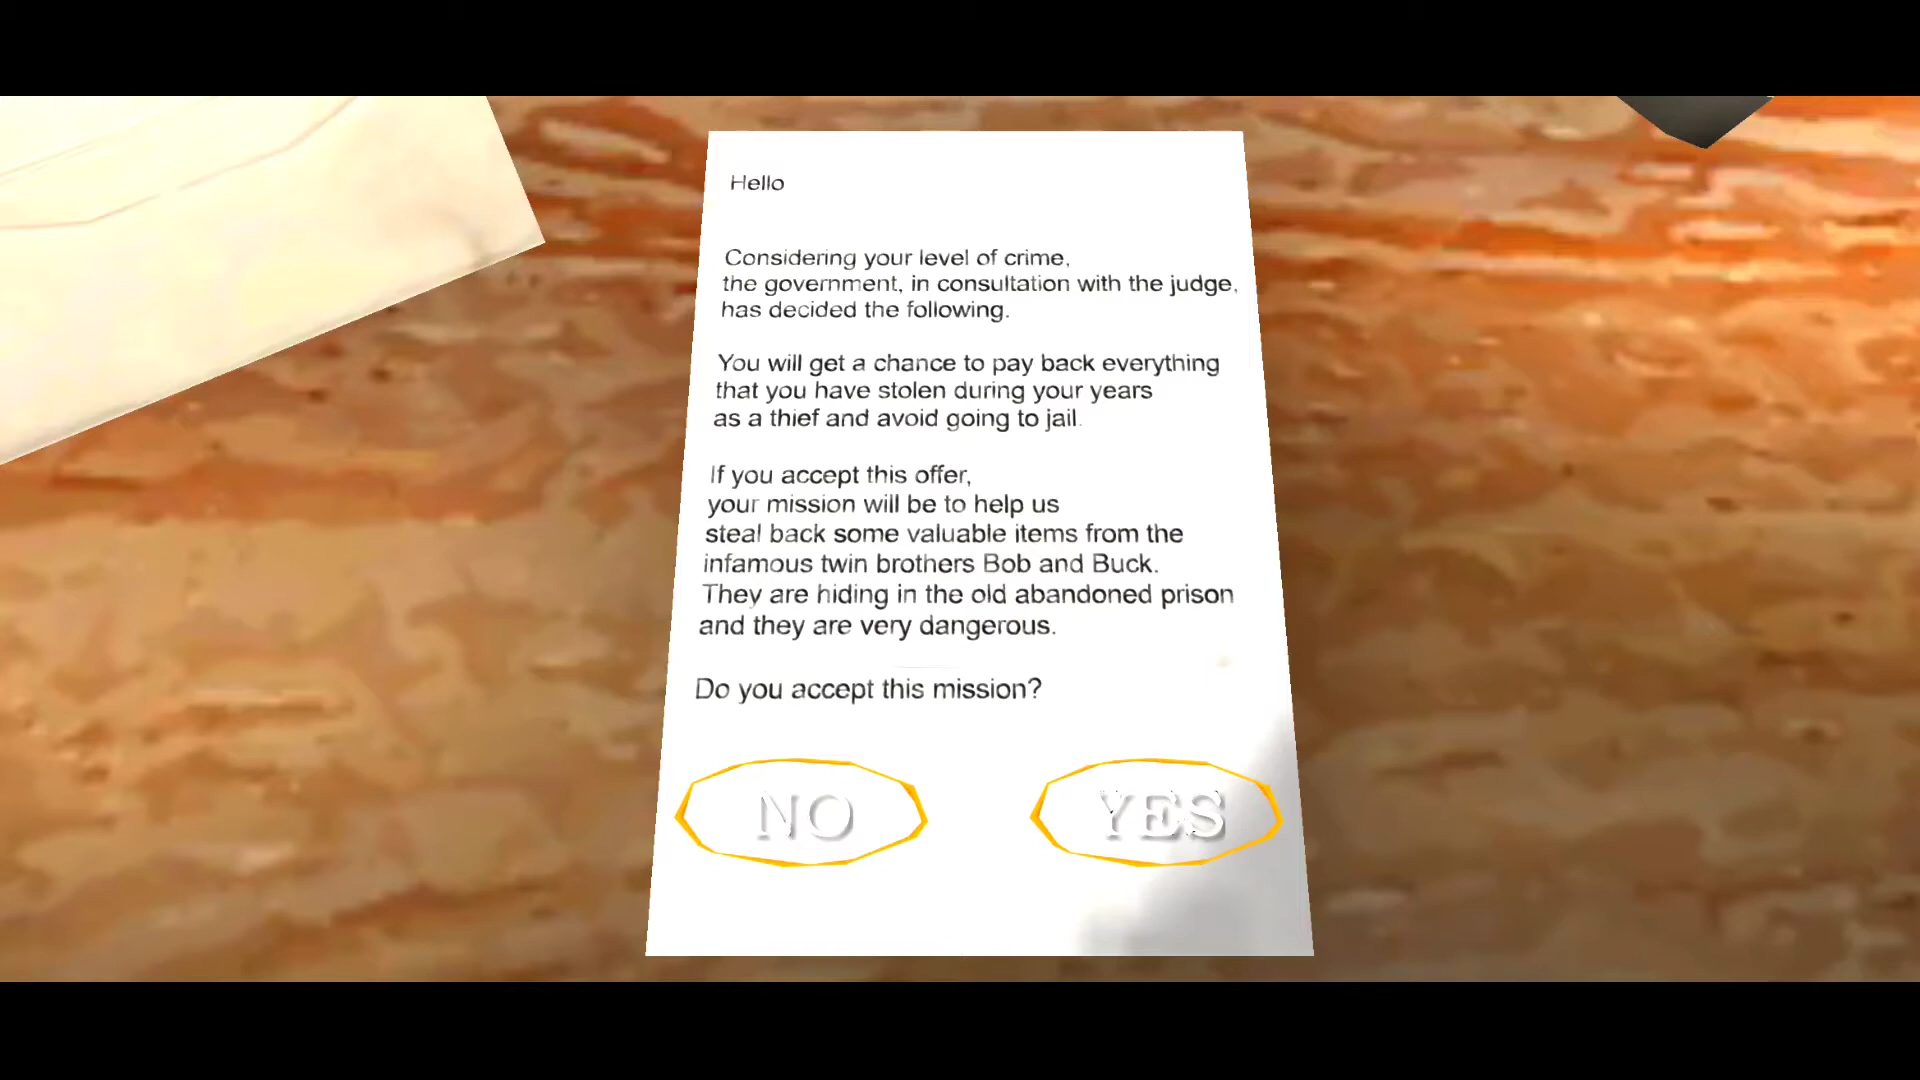 Hello
Considering your level of crime,
the government, in consultation with the judge,
has decided the following.
You will get a chance to pay back everything
that you have stolen during your years
as a thief and avoid going to jail.
If you accept this offer,
your mission will be to help us
steal back some valuable items from the
infamous twin brothers Bob and Buck.
They are hiding in the old abandoned prison
and they are very dangerous.
Do you accept this mission?
NO
YES